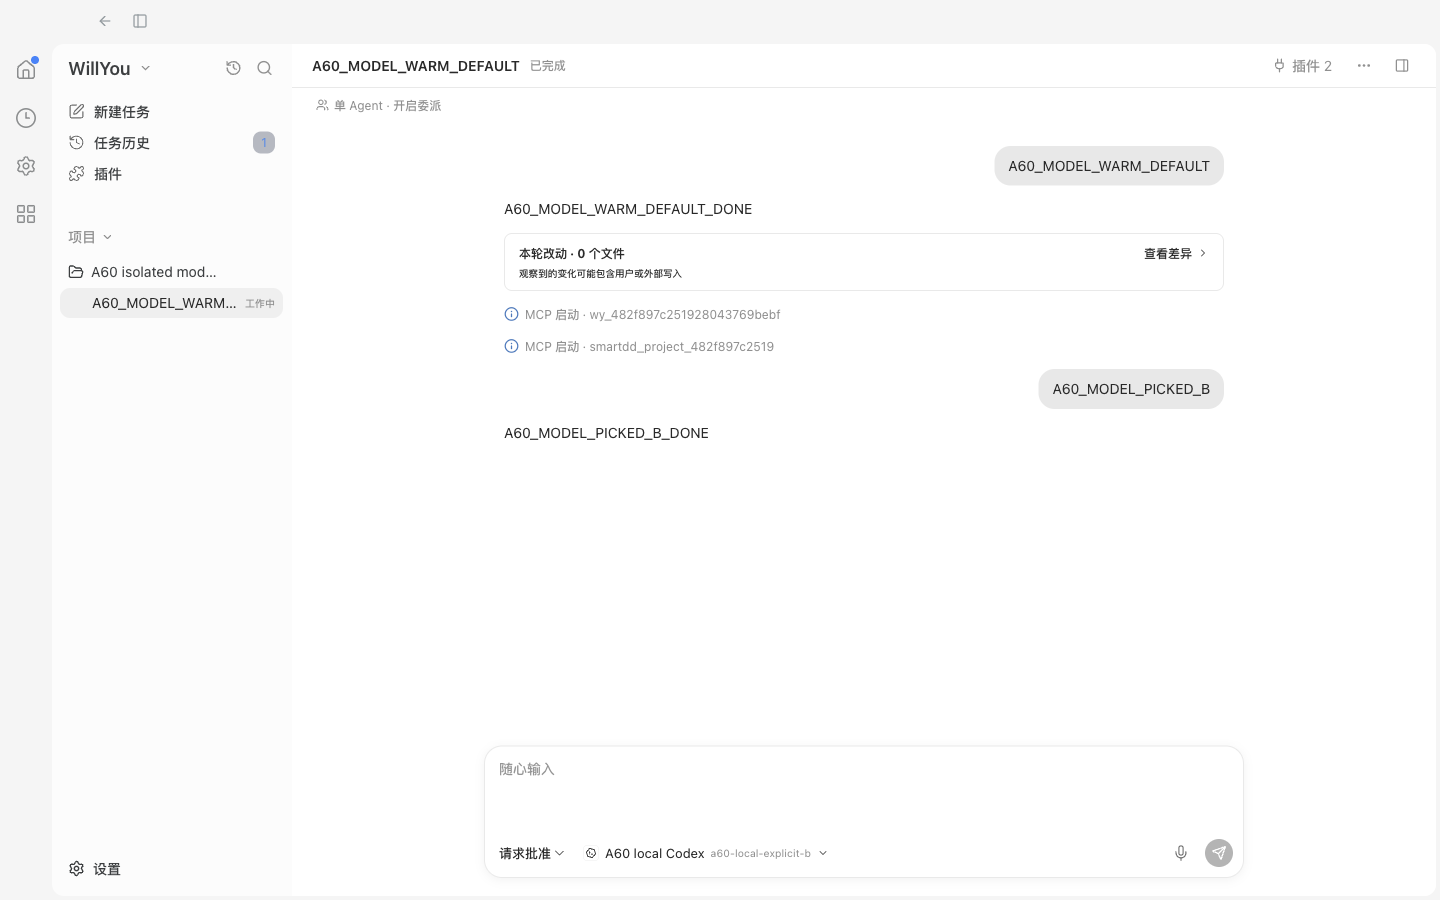 WillYou
新建任务
任务历史
1
插件
项目
A60 isolated mod...
A60_MODEL_WARM... 工作中
设置
A60_MODEL_WARM_DEFAULT 已完成
插件 2
单 Agent · 开启委派
A60_MODEL_WARM_DEFAULT
A60_MODEL_WARM_DEFAULT_DONE
本轮改动 · 0 个文件
查看差异
观察到的变化可能包含用户或外部写入
MCP 启动 · wy_482f897c251928043769bebf
MCP 启动 · smartdd_project_482f897c2519
A60_MODEL_PICKED_B
A60_MODEL_PICKED_B_DONE
随心输入
请求批准
A60 local Codex a60-local-explicit-b